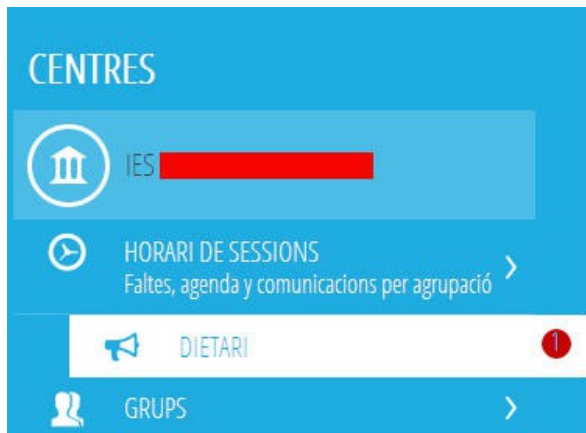 CENTRES
IES
HORARI DE SESSIONS
Faltes, agenda y comunicacions per agrupació
DIETARI 1
GRUPS